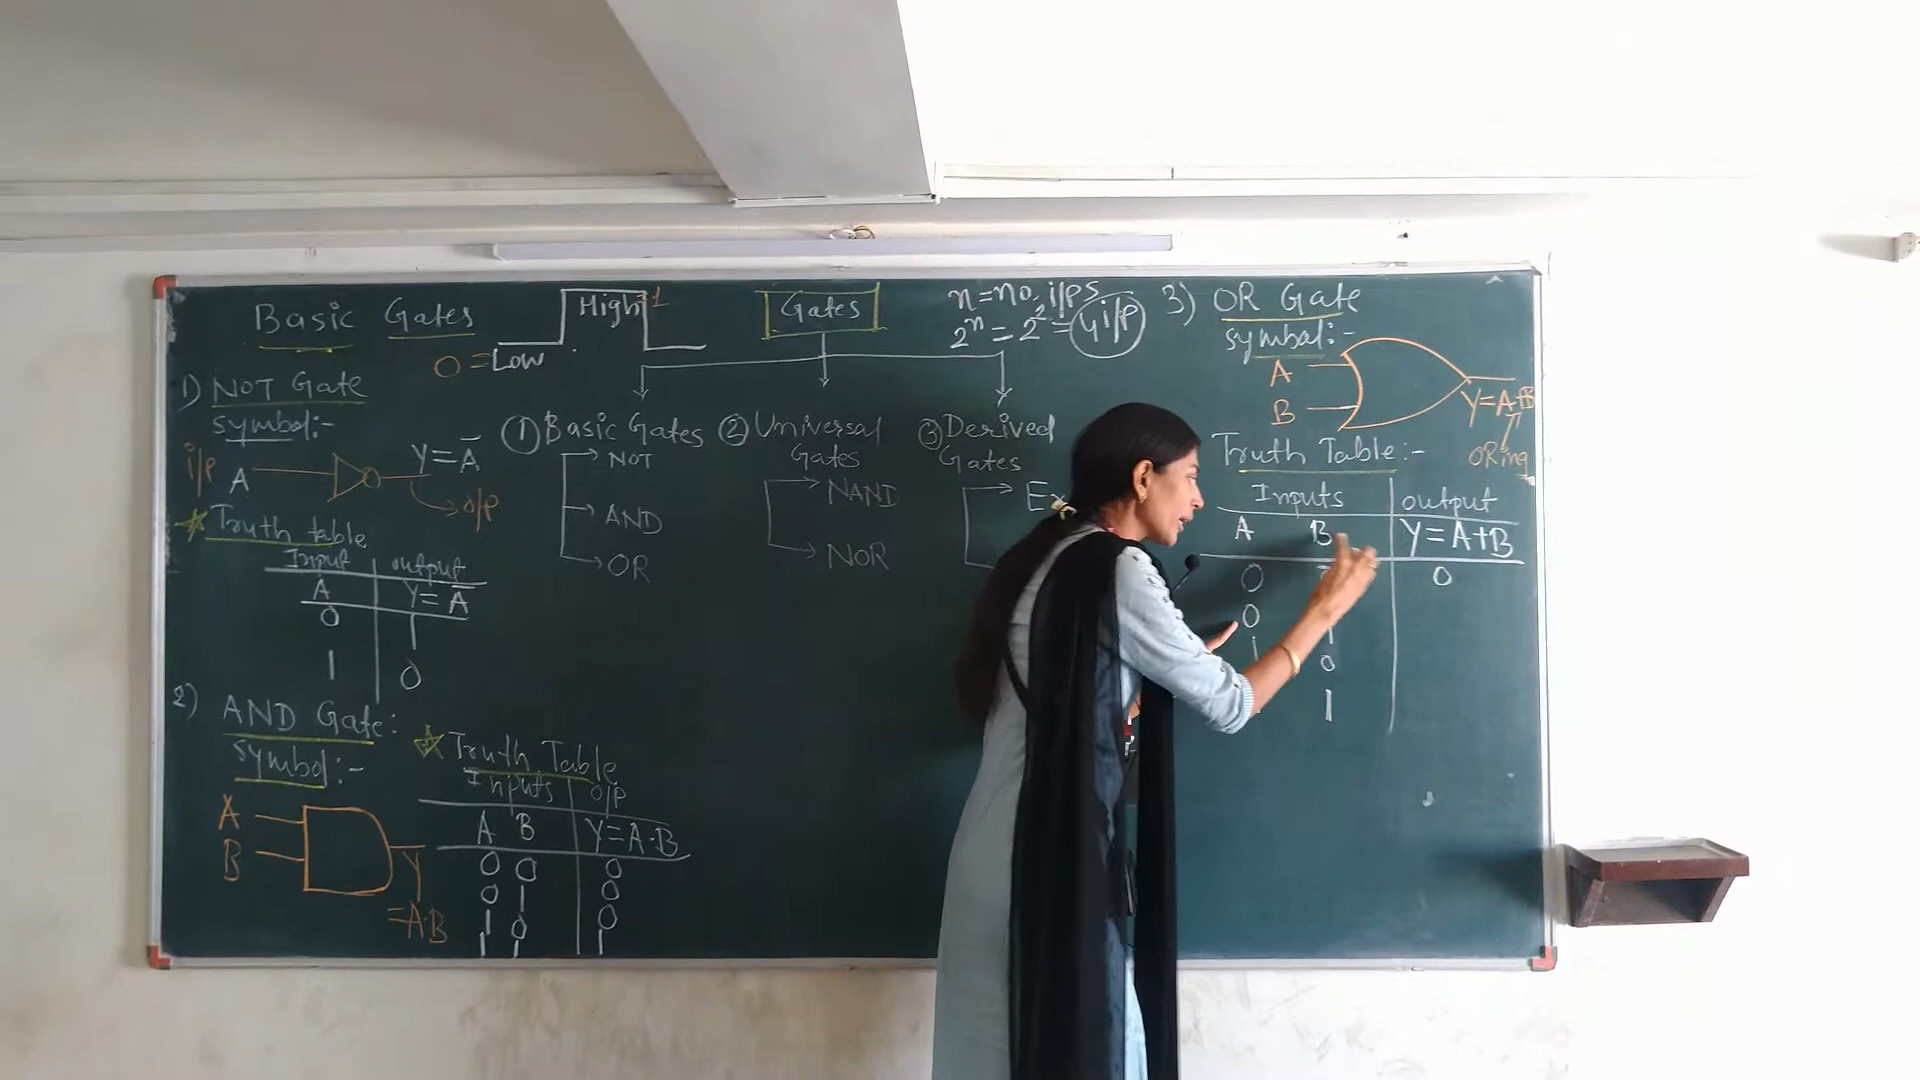 Basic Gates
High=1
0 = Low
Gates
n = no. i/ps
2ⁿ = 2² = 4 i/p
1) NOT Gate
symbol:-
i/p A
Y = A̅
o/p
Truth table
Input output
A Y = A̅
0 1
1 0
2) AND Gate:
symbol:-
A
B
Y
=A.B
Truth Table
Inputs o/p
A B Y=A.B
0 0 0
0 1 0
1 0 0
1 1 1
① Basic Gates
NOT
AND
OR
② Universal
Gates
NAND
NOR
③ Derived
Gates
3) OR Gate
symbol:-
A
B
Y=A+B
ORing
Truth Table:-
Inputs output
A B Y=A+B
0 0
0 1
1 0
1